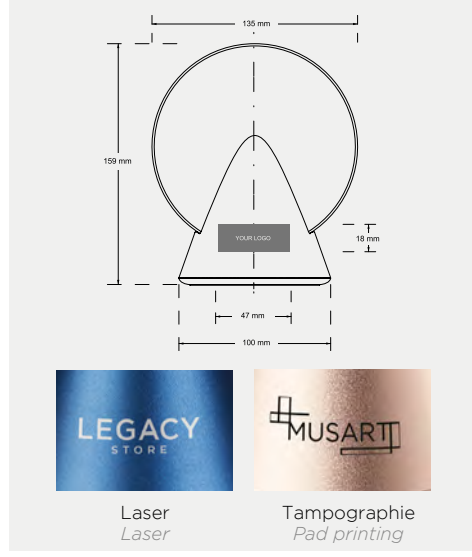 135 mm
159 mm
YOUR LOGO
18 mm
47 mm
100 mm
LEGACY
STORE
MUSART
Laser
Laser
Tampographie
Pad printing